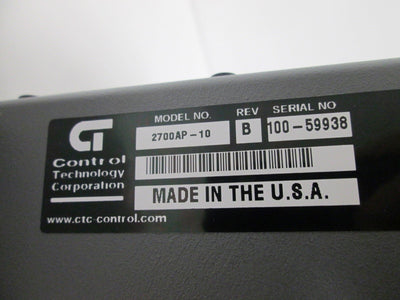 CT
Control
Technology
Corporation
www.ctc-control.com
MODEL NO. REV SERIAL NO
2700AP-10 B 100-59938
MADE IN THE U.S.A.